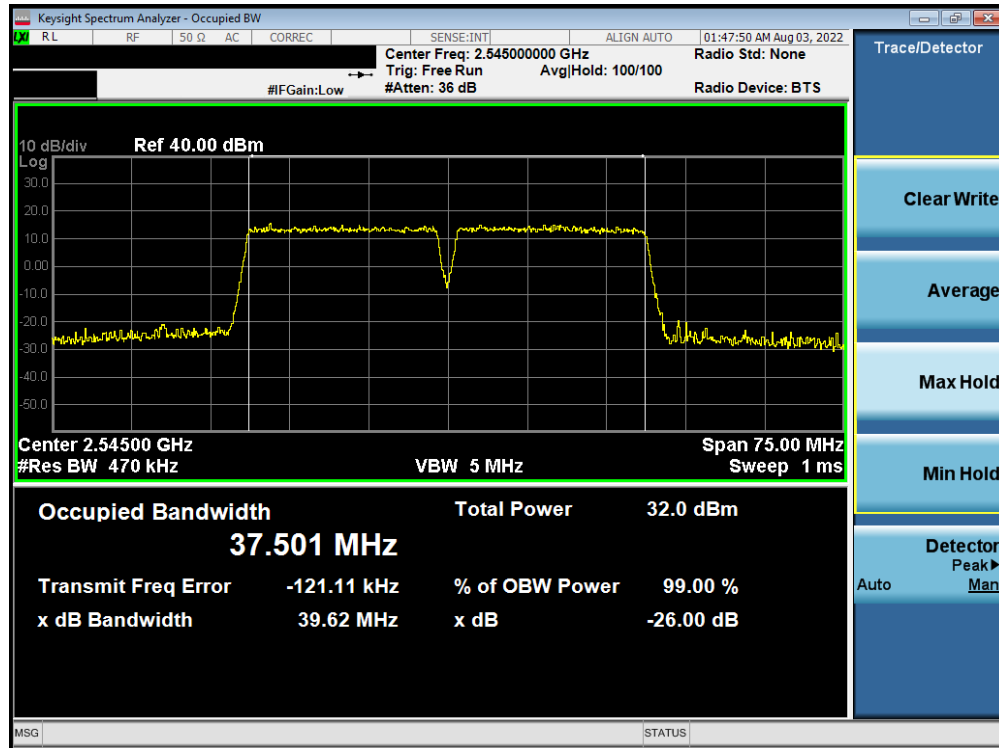 Keysight Spectrum Analyzer - Occupied BW
LXI RL RF 50 Ω AC CORREC SENSE:INT ALIGN AUTO 01:47:50 AM Aug 03, 2022
Center Freq: 2.545000000 GHz Radio Std: None
Trig: Free Run Avg|Hold: 100/100
#IFGain:Low #Atten: 36 dB Radio Device: BTS
10 dB/div Ref 40.00 dBm
Log
30.0
20.0
10.0
0.00
-10.0
-20.0
-30.0
-40.0
-50.0
Center 2.54500 GHz Span 75.00 MHz
#Res BW 470 kHz VBW 5 MHz Sweep 1 ms
Occupied Bandwidth Total Power 32.0 dBm
37.501 MHz
Transmit Freq Error -121.11 kHz % of OBW Power 99.00 %
x dB Bandwidth 39.62 MHz x dB -26.00 dB
MSG STATUS
Trace/Detector
Clear Write
Average
Max Hold
Min Hold
Detector
Peak▶
Auto Man